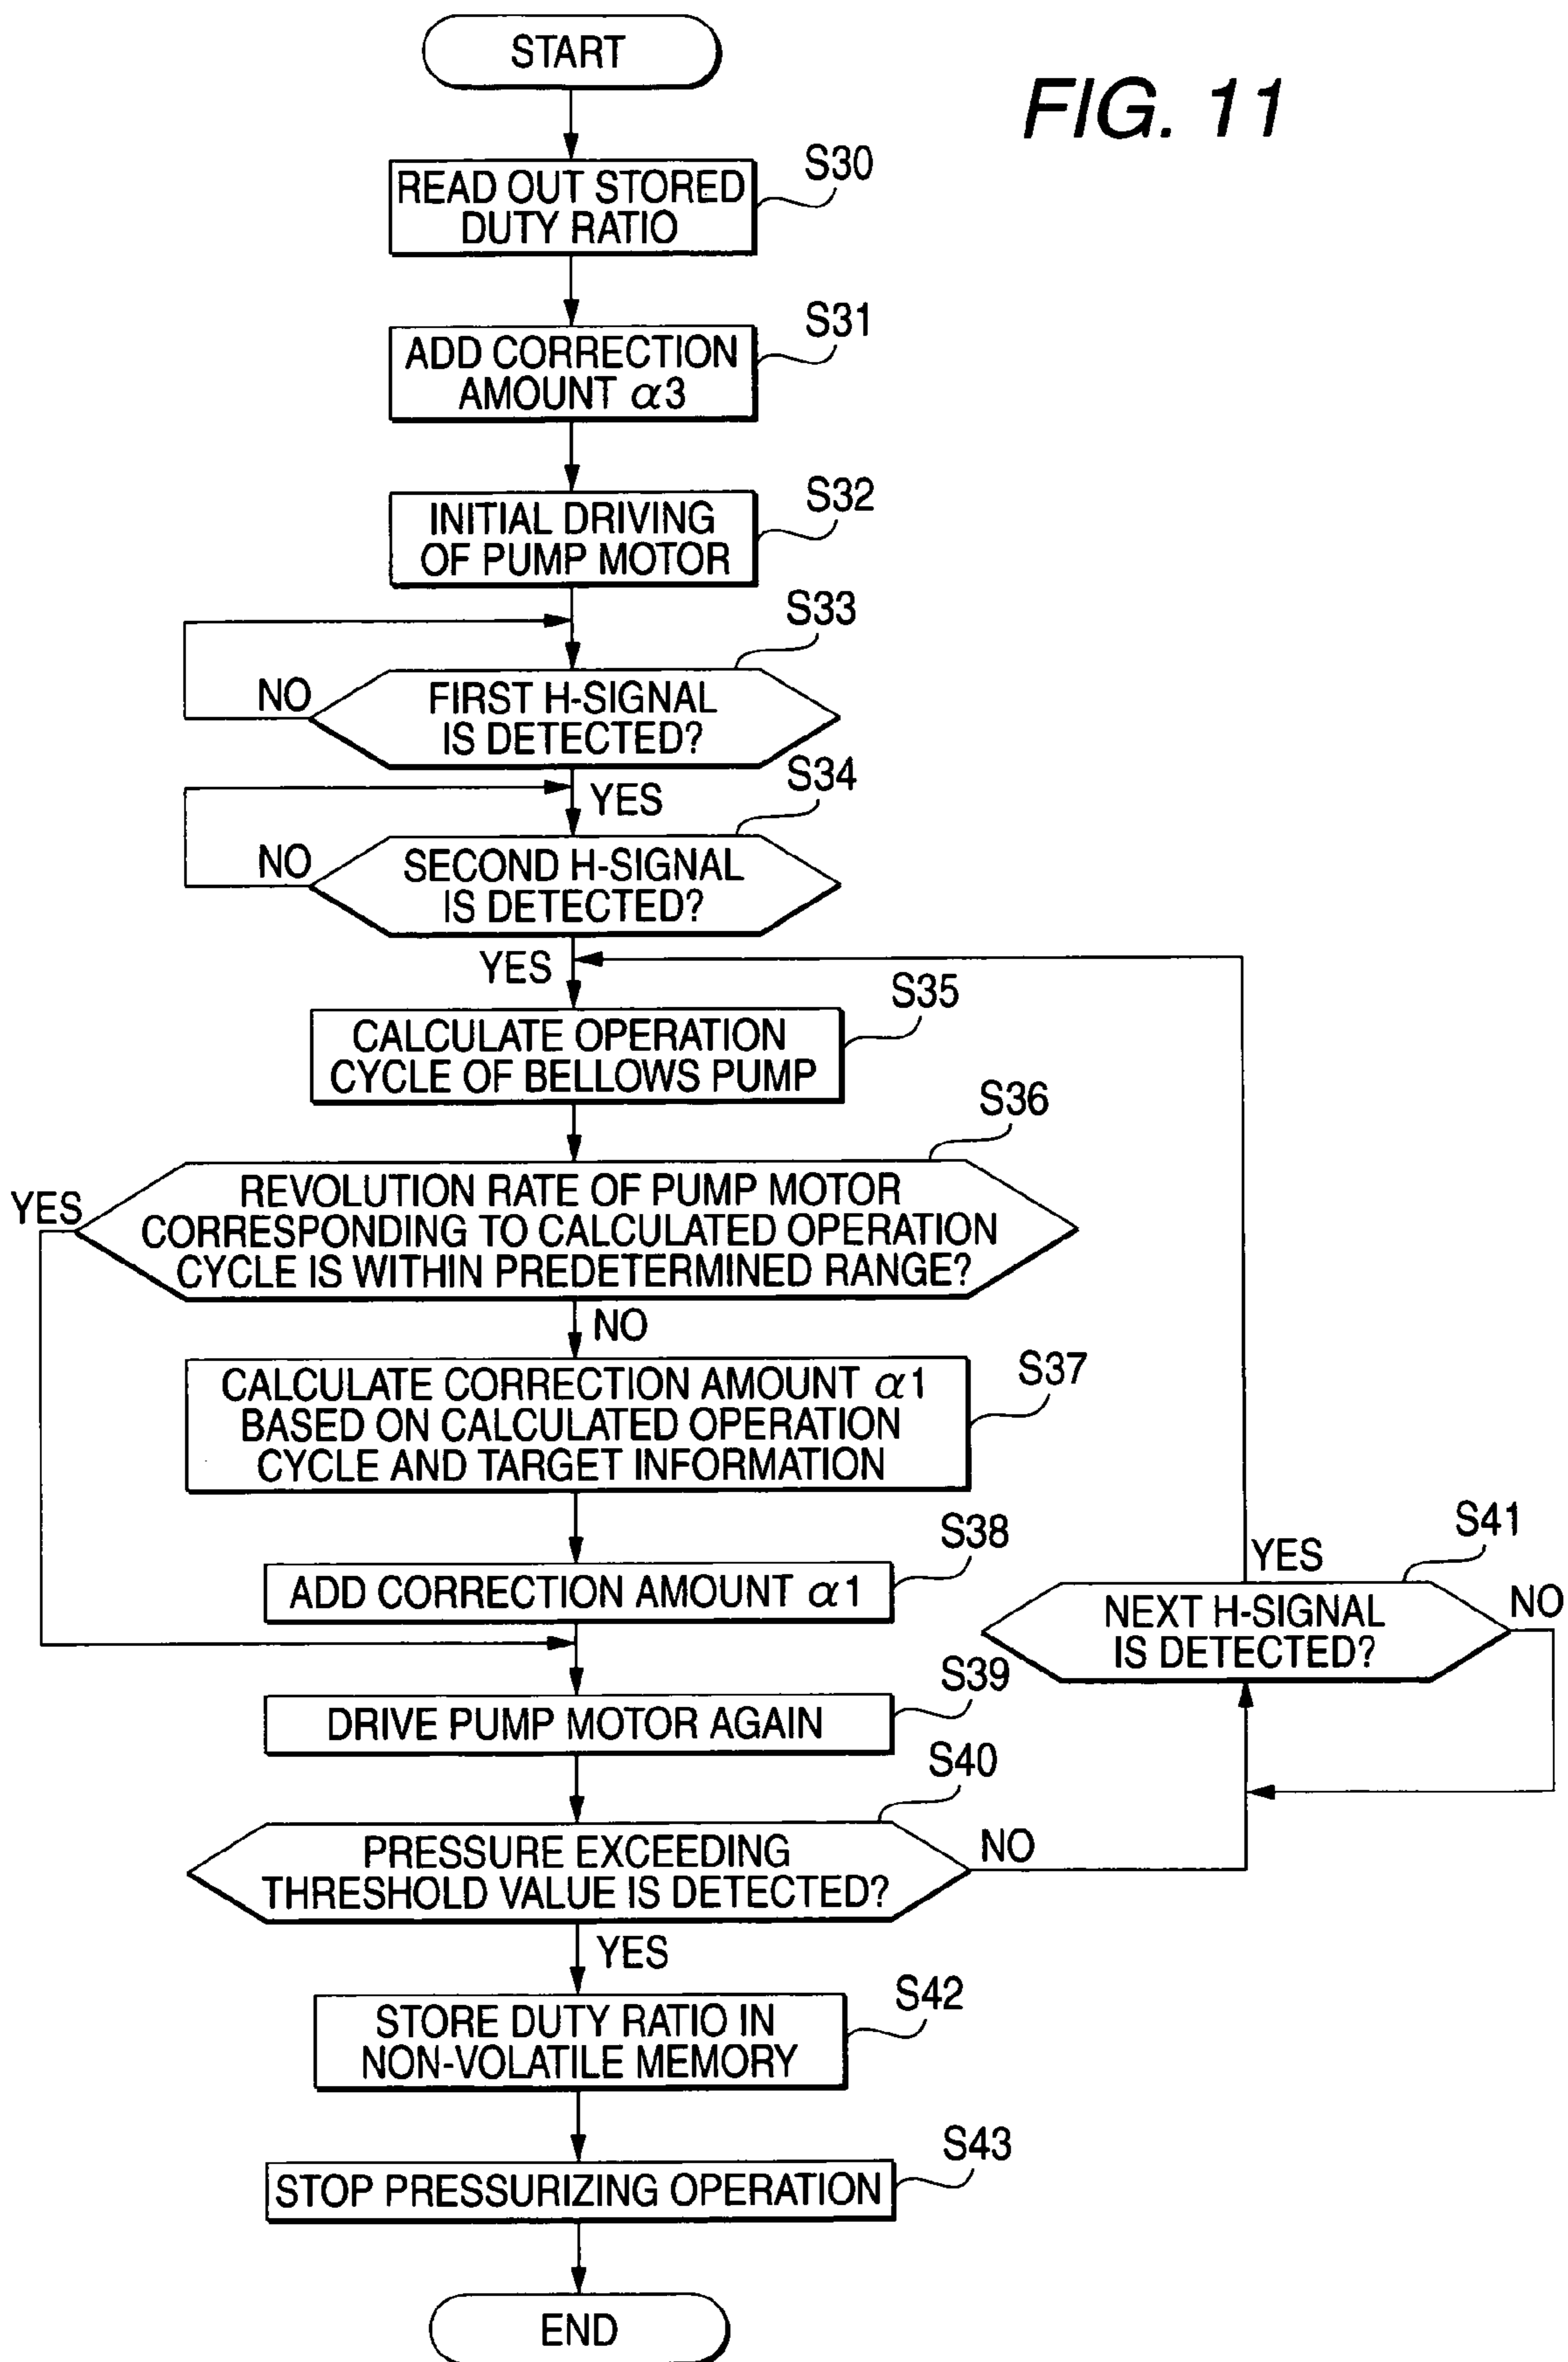 START
FIG. 11
S30
READ OUT STORED
DUTY RATIO
S31
ADD CORRECTION
AMOUNT α3
S32
INITIAL DRIVING
OF PUMP MOTOR
S33
NO
FIRST H-SIGNAL
IS DETECTED?
S34
YES
NO
SECOND H-SIGNAL
IS DETECTED?
YES
S35
CALCULATE OPERATION
CYCLE OF BELLOWS PUMP
S36
YES
REVOLUTION RATE OF PUMP MOTOR
CORRESPONDING TO CALCULATED OPERATION
CYCLE IS WITHIN PREDETERMINED RANGE?
NO
S37
CALCULATE CORRECTION AMOUNT α1
BASED ON CALCULATED OPERATION
CYCLE AND TARGET INFORMATION
S38
ADD CORRECTION AMOUNT α1
S41
YES
NO
NEXT H-SIGNAL
IS DETECTED?
S39
DRIVE PUMP MOTOR AGAIN
S40
PRESSURE EXCEEDING
THRESHOLD VALUE IS DETECTED?
NO
YES
S42
STORE DUTY RATIO IN
NON-VOLATILE MEMORY
S43
STOP PRESSURIZING OPERATION
END